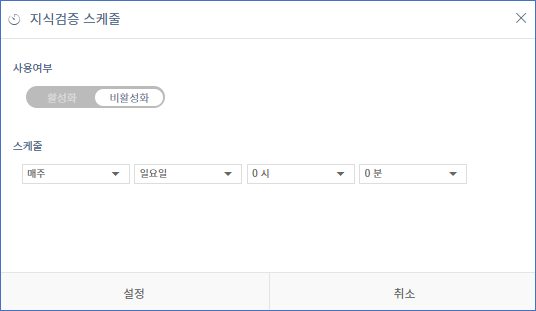 지식검증 스케줄
사용여부
활성화 비활성화
스케줄
매주 일요일 0 시 0 분
설정 취소